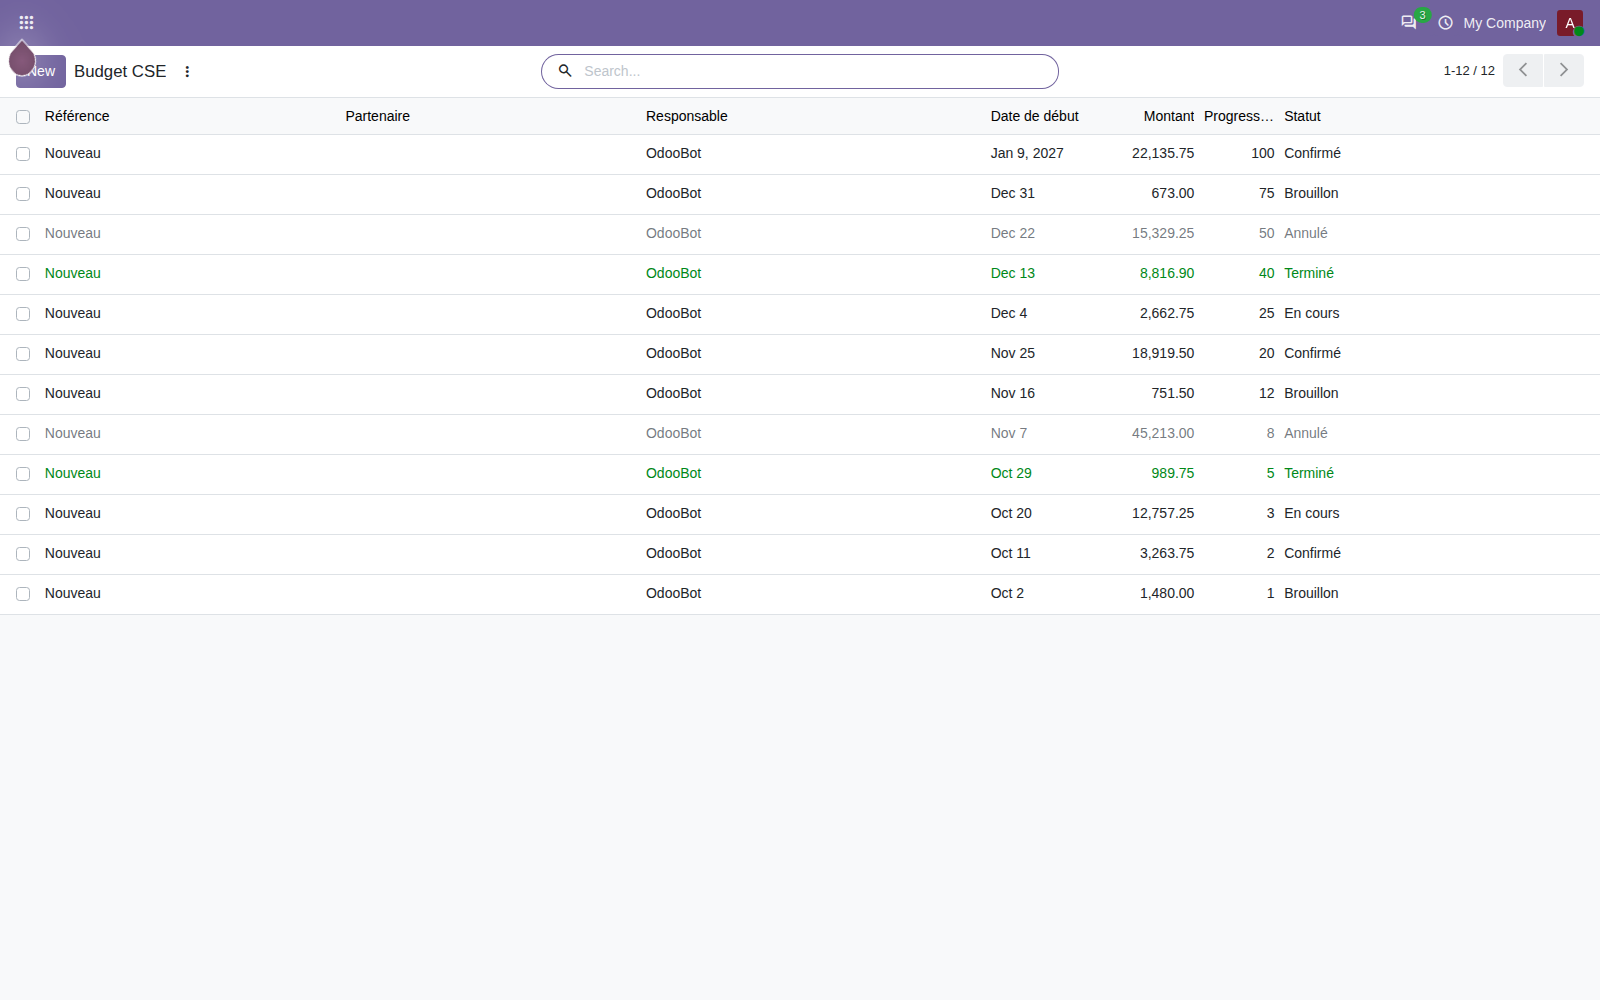 3 My Company A
New Budget CSE Search... 1-12 / 12
Référence Partenaire Responsable Date de début Montant Progress... Statut
Nouveau OdooBot Jan 9, 2027 22,135.75 100 Confirmé
Nouveau OdooBot Dec 31 673.00 75 Brouillon
Nouveau OdooBot Dec 22 15,329.25 50 Annulé
Nouveau OdooBot Dec 13 8,816.90 40 Terminé
Nouveau OdooBot Dec 4 2,662.75 25 En cours
Nouveau OdooBot Nov 25 18,919.50 20 Confirmé
Nouveau OdooBot Nov 16 751.50 12 Brouillon
Nouveau OdooBot Nov 7 45,213.00 8 Annulé
Nouveau OdooBot Oct 29 989.75 5 Terminé
Nouveau OdooBot Oct 20 12,757.25 3 En cours
Nouveau OdooBot Oct 11 3,263.75 2 Confirmé
Nouveau OdooBot Oct 2 1,480.00 1 Brouillon